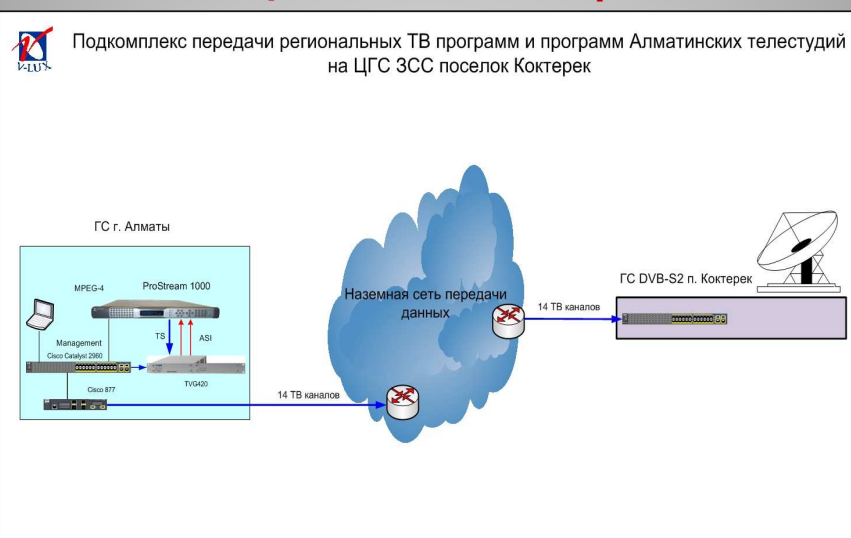 V-LUX
Подкомплекс передачи региональных ТВ программ и программ Алматинских телестудий
на ЦГС ЗСС поселок Коктерек
ГС г. Алматы
MPEG-4
ProStream 1000
TS
ASI
Management
Cisco Catalyst 2960
TVG420
Cisco 877
14 ТВ каналов
Наземная сеть передачи
данных
14 ТВ каналов
ГС DVB-S2 п. Коктерек